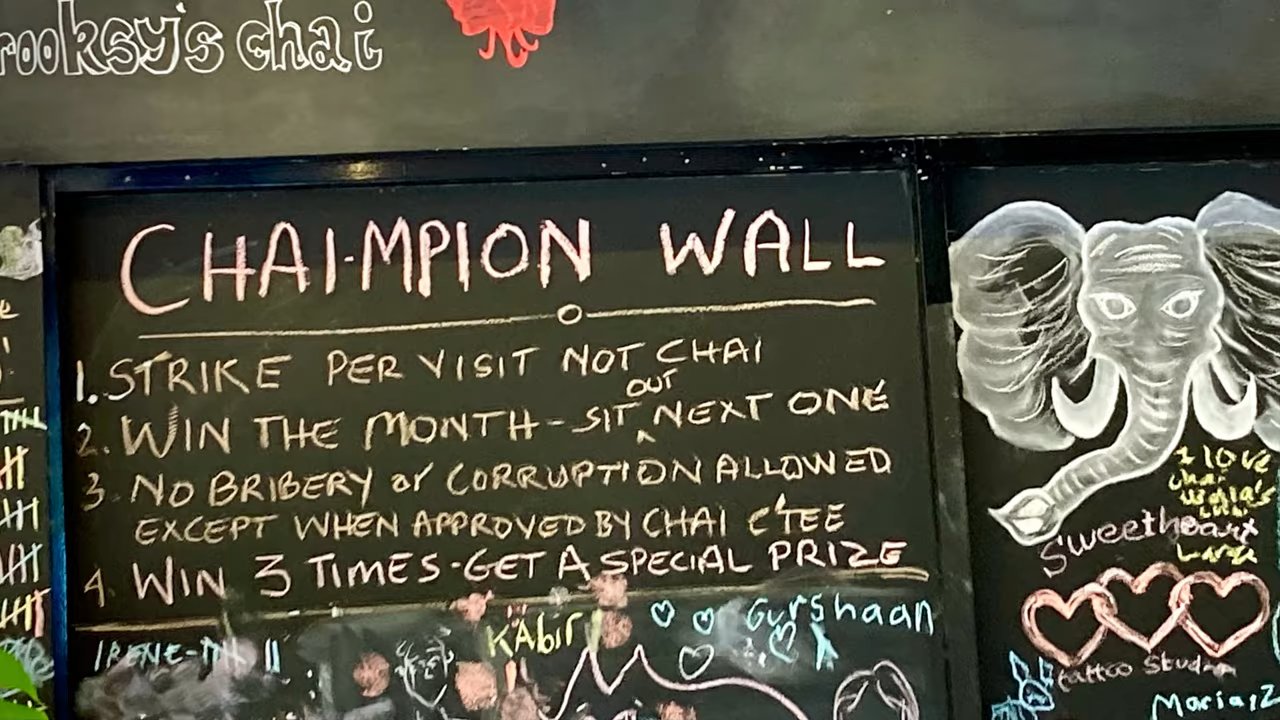 rooksy's chai
CHAI·MPION WALL
1. STRIKE PER VISIT NOT CHAI
2. WIN THE MONTH - SIT OUT NEXT ONE
3. NO BRIBERY or CORRUPTION ALLOWED
EXCEPT WHEN APPROVED BY CHAI C'TEE
4. WIN 3 TIMES - GET A SPECIAL PRIZE
KABir
Gurshaan
I love
chai
Sweetheart
tattoo